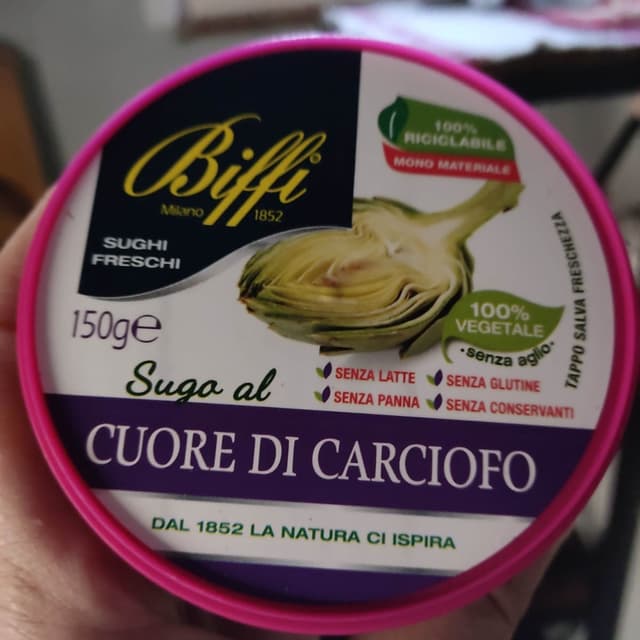 Biffi
Milano 1852
SUGHI
FRESCHI
100%
RICICLABILE
MONO MATERIALE
TAPPO SALVA FRESCHEZZA
150g℮
100%
VEGETALE
·senza aglio·
SENZA LATTE
SENZA GLUTINE
SENZA PANNA
SENZA CONSERVANTI
Sugo al
CUORE DI CARCIOFO
DAL 1852 LA NATURA CI ISPIRA